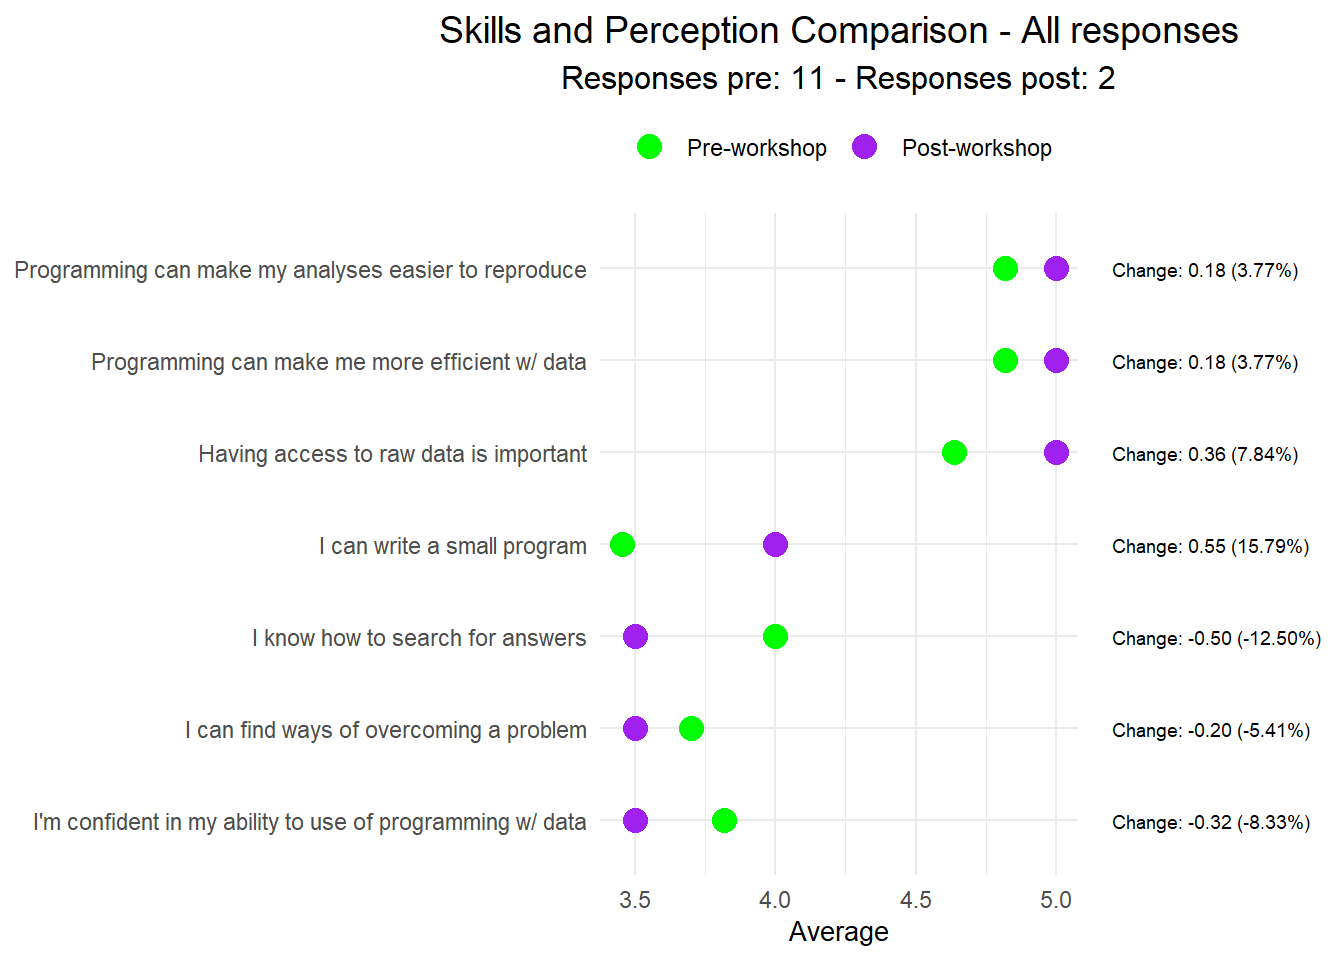 Skills and Perception Comparison - All responses
Responses pre: 11 - Responses post: 2
Pre-workshop
Post-workshop
Programming can make my analyses easier to reproduce
Change: 0.18 (3.77%)
Programming can make me more efficient w/ data
Change: 0.18 (3.77%)
Having access to raw data is important
Change: 0.36 (7.84%)
I can write a small program
Change: 0.55 (15.79%)
I know how to search for answers
Change: -0.50 (-12.50%)
I can find ways of overcoming a problem
Change: -0.20 (-5.41%)
I'm confident in my ability to use of programming w/ data
Change: -0.32 (-8.33%)
3.5 4.0 4.5 5.0
Average